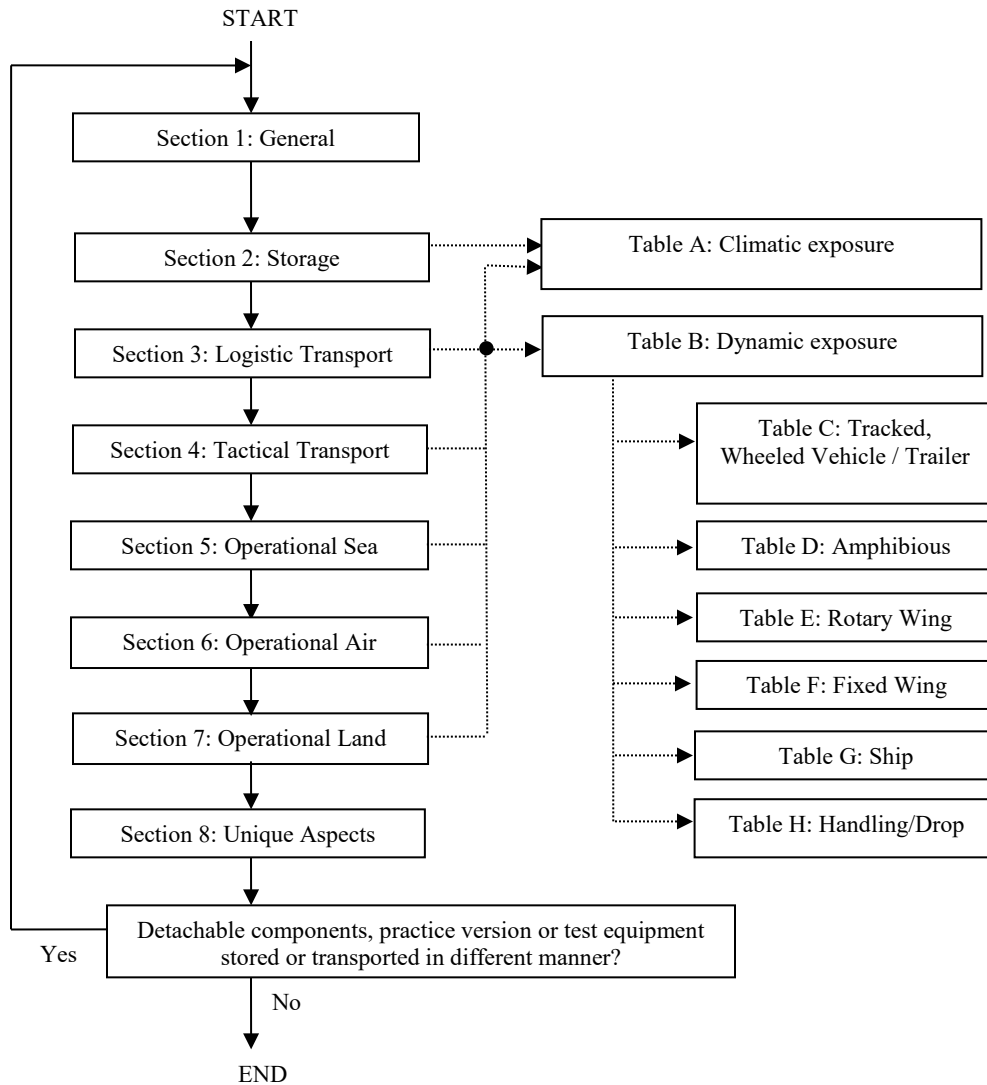 START
Section 1: General
Section 2: Storage
Table A: Climatic exposure
Section 3: Logistic Transport
Table B: Dynamic exposure
Section 4: Tactical Transport
Table C: Tracked,
Wheeled Vehicle / Trailer
Section 5: Operational Sea
Table D: Amphibious
Section 6: Operational Air
Table E: Rotary Wing
Table F: Fixed Wing
Section 7: Operational Land
Table G: Ship
Section 8: Unique Aspects
Table H: Handling/Drop
Detachable components, practice version or test equipment
stored or transported in different manner?
Yes
No
END